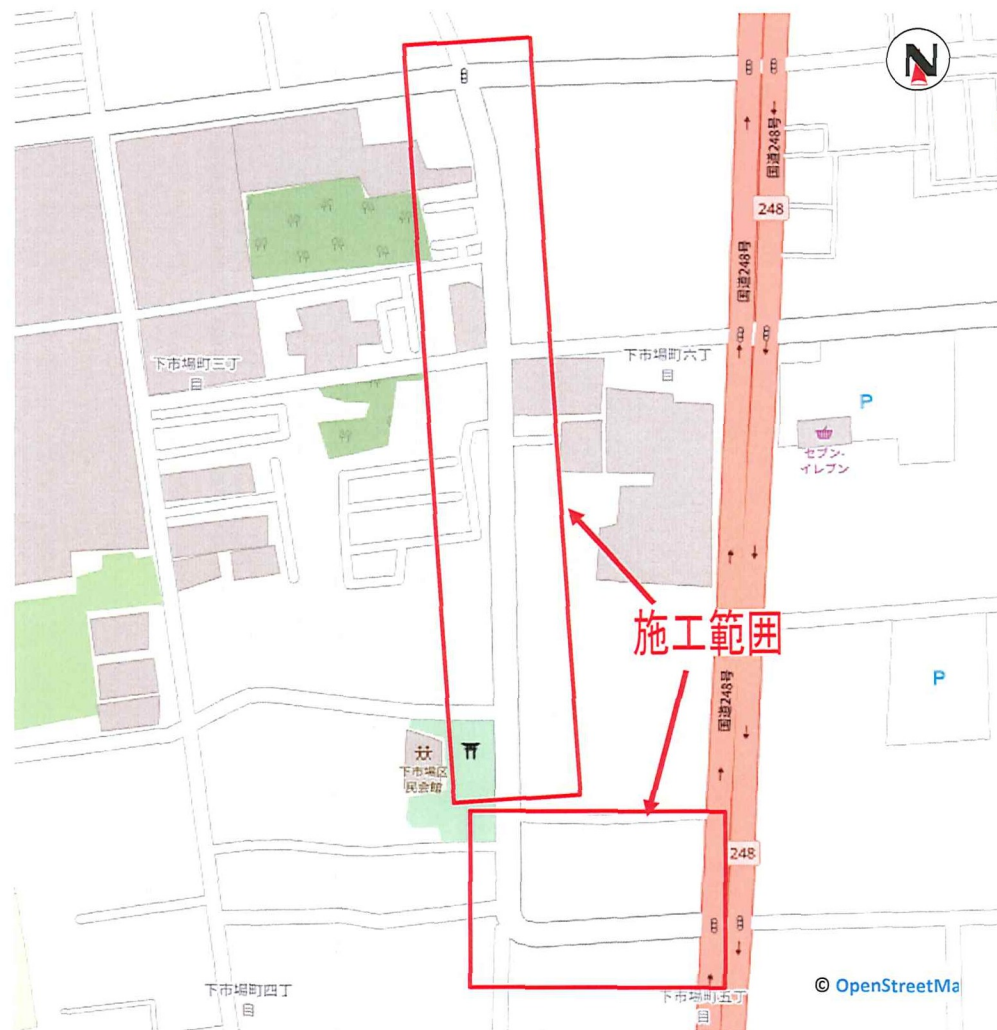 N
国道248号
248
国道248号
下市場町三丁
目
下市場町六丁
目
P
セブン-
イレブン
施工範囲
P
国道248号
下市場区
民会館
248
下市場町四丁
目
下市場町五丁
目
© OpenStreetMa